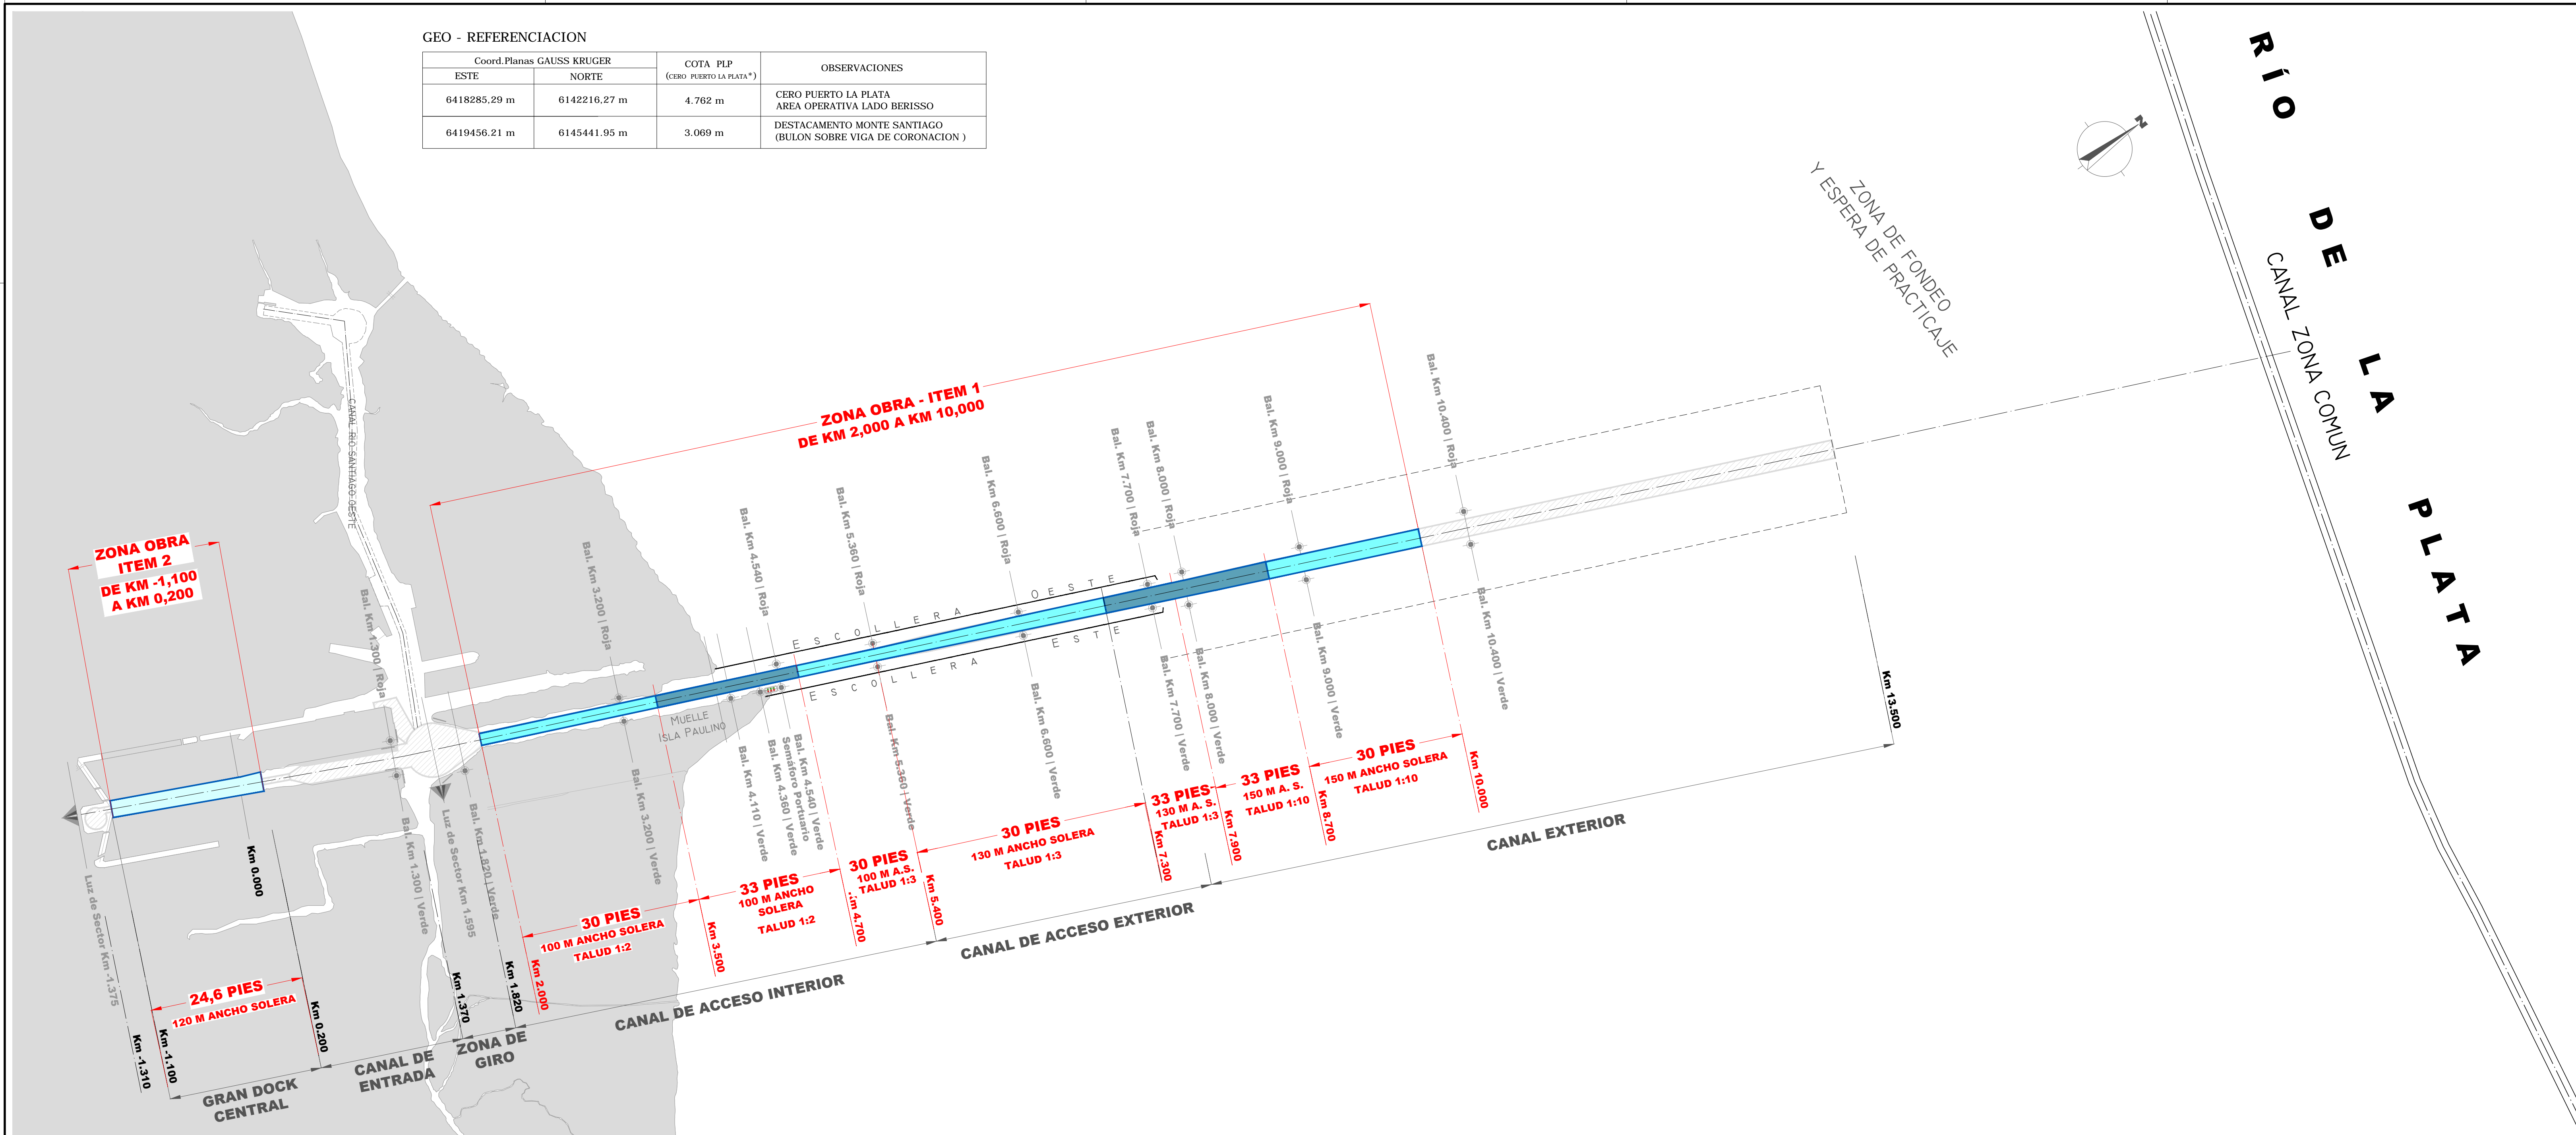 GEO - REFERENCIACION
Coord.Planas GAUSS KRUGER
ESTE
NORTE
COTA PLP
(CERO PUERTO LA PLATA*)
OBSERVACIONES
6418285,29 m
6142216,27 m
4.762 m
CERO PUERTO LA PLATA
AREA OPERATIVA LADO BERISSO
6419456.21 m
6145441.95 m
3.069 m
DESTACAMENTO MONTE SANTIAGO
(BULON SOBRE VIGA DE CORONACION )
RÍO DE LA PLATA
N
ZONA DE FONDEO
Y ESPERA DE PRACTICAJE
CANAL ZONA COMUN
CANAL RIO SANTIAGO OESTE
ZONA OBRA - ITEM 1
DE KM 2,000 A KM 10,000
ZONA OBRA
ITEM 2
DE KM -1,100
A KM 0,200
Bal. Km 1.300 | Roja
Bal. Km 3.200 | Roja
Bal. Km 4.540 | Roja
Bal. Km 5.360 | Roja
Bal. Km 6.600 | Roja
Bal. Km 7.700 | Roja
Bal. Km 8.000 | Roja
Bal. Km 9.000 | Roja
Bal. Km 10.400 | Roja
ESCOLLERA OESTE
ESCOLLERA ESTE
MUELLE
ISLA PAULINO
Luz de Sector Km -1.375
Bal. Km 1.300 | Verde
Luz de Sector Km 1.595
Bal. Km 1.820 | Verde
Bal. Km 3.200 | Verde
Bal. Km 4.110 | Verde
Bal. Km 4.360 | Verde
Semáforo Portuario
Bal. Km 4.540 | Verde
Bal. Km 5.360 | Verde
Bal. Km 6.600 | Verde
Bal. Km 7.700 | Verde
Bal. Km 8.000 | Verde
Bal. Km 9.000 | Verde
Bal. Km 10.400 | Verde
24,6 PIES
120 M ANCHO SOLERA
30 PIES
100 M ANCHO SOLERA
TALUD 1:2
33 PIES
100 M ANCHO
SOLERA
TALUD 1:2
30 PIES
100 M A.S.
TALUD 1:3
30 PIES
130 M ANCHO SOLERA
TALUD 1:3
33 PIES
130 M A. S.
TALUD 1:3
33 PIES
150 M A. S.
TALUD 1:10
30 PIES
150 M ANCHO SOLERA
TALUD 1:10
Km -1.310
Km -1.100
Km 0.000
Km 0.200
Km 1.370
Km 1.820
Km 2.000
Km 3.500
Km 4.700
Km 5.400
Km 7.300
Km 7.900
Km 8.700
Km 10.000
Km 13.500
GRAN DOCK
CENTRAL
CANAL DE
ENTRADA
ZONA DE
GIRO
CANAL DE ACCESO INTERIOR
CANAL DE ACCESO EXTERIOR
CANAL EXTERIOR